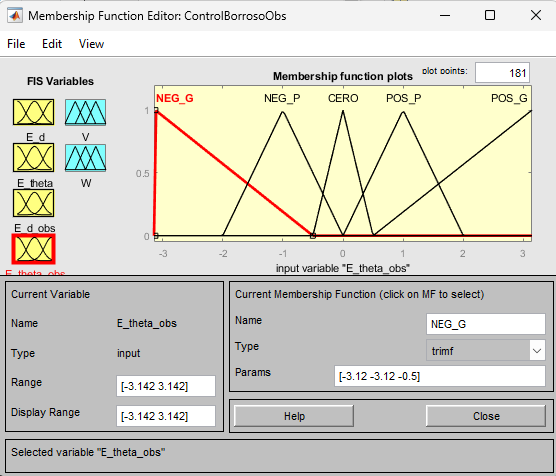 Membership Function Editor: ControlBorrosoObs
File Edit View
FIS Variables
E_d
V
E_theta
W
E_d_obs
E_theta_obs
Membership function plots
plot points:
181
NEG_G
NEG_P
CERO
POS_P
POS_G
1
0.5
0
-3
-2
-1
0
1
2
3
input variable "E_theta_obs"
Current Variable
Name
E_theta_obs
Type
input
Range
[-3.142 3.142]
Display Range
[-3.142 3.142]
Current Membership Function (click on MF to select)
Name
NEG_G
Type
trimf
Params
[-3.12 -3.12 -0.5]
Help
Close
Selected variable "E_theta_obs"